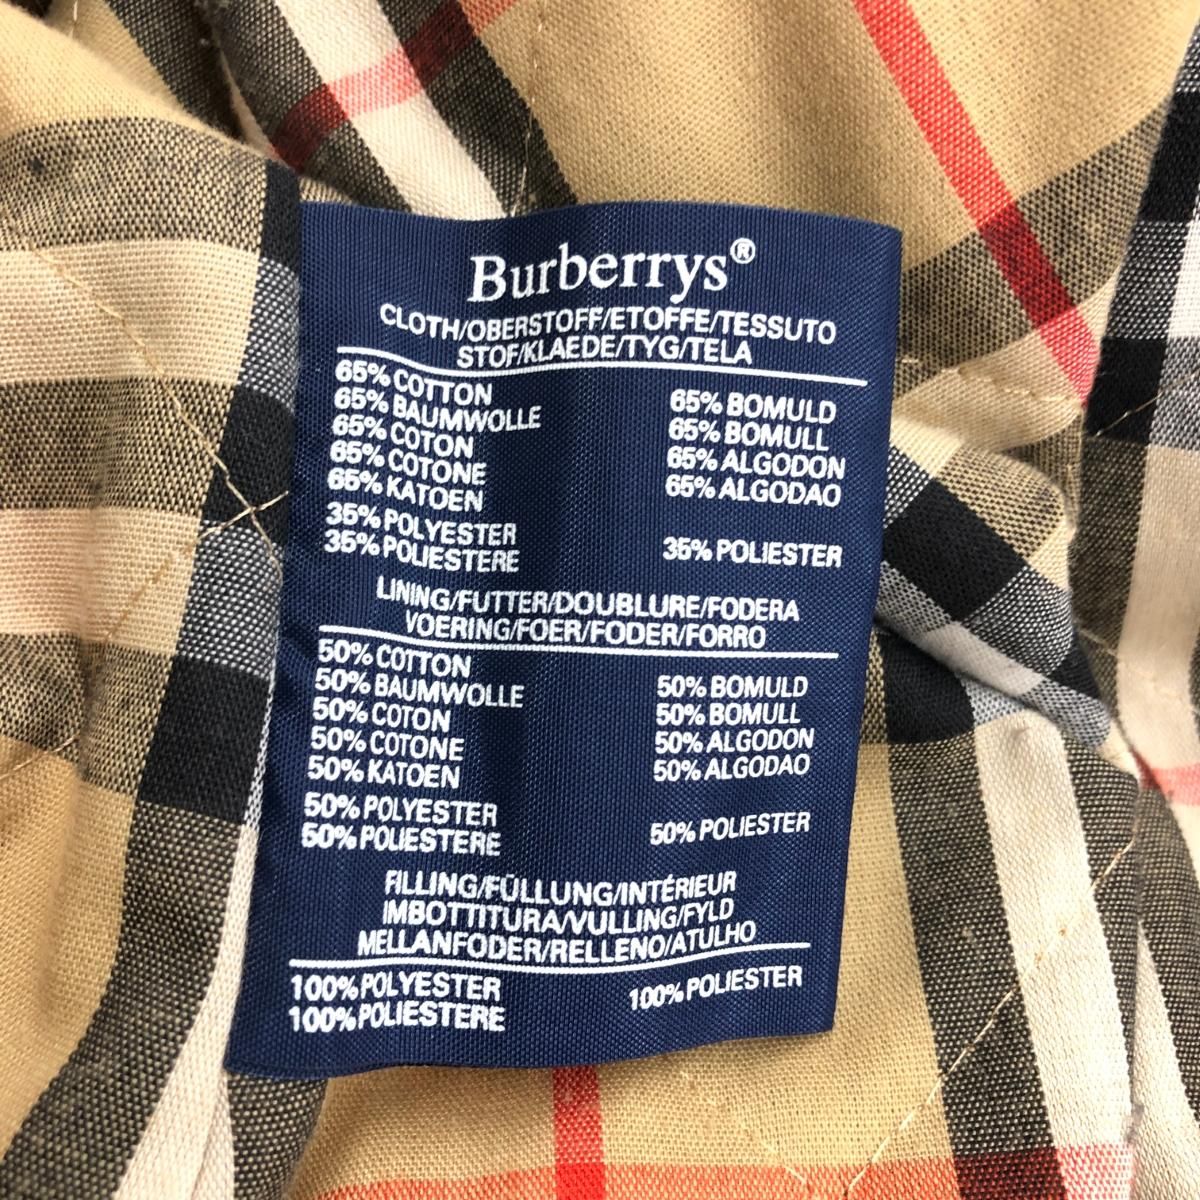 Burberrys®
CLOTH/OBERSTOFF/ETOFFE/TESSUTO
STOF/KLAEDE/TYG/TELA
65% COTTON
65% BAUMWOLLE
65% COTON
65% COTONE
65% KATOEN
65% BOMULD
65% BOMULL
65% ALGODON
65% ALGODAO
35% POLYESTER
35% POLIESTERE
35% POLIESTER
LINING/FUTTER/DOUBLURE/FODERA
VOERING/FOER/FODER/FORRO
50% COTTON
50% BAUMWOLLE
50% COTON
50% COTONE
50% KATOEN
50% BOMULD
50% BOMULL
50% ALGODON
50% ALGODAO
50% POLYESTER
50% POLIESTERE
50% POLIESTER
FILLING/FÜLLUNG/INTÉRIEUR
IMBOTTITURA/VULLING/FYLD
MELLANFODER/RELLENO/ATULHO
100% POLYESTER
100% POLIESTERE
100% POLIESTER